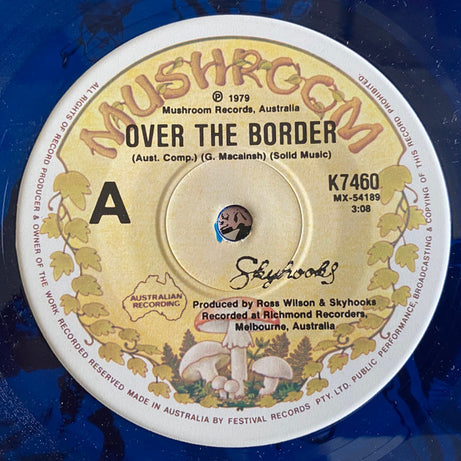 MUSHROOM
℗ 1979
Mushroom Records, Australia
OVER THE BORDER
(Aust. Comp.) (G. Macainsh) (Solid Music)
A
K7460
MX-54189
3:08
Skyhooks
AUSTRALIAN
RECORDING
Produced by Ross Wilson & Skyhooks
Recorded at Richmond Recorders,
Melbourne, Australia
ALL RIGHTS OF RECORD PRODUCER & OWNER OF THE WORK RECORDED RESERVED MADE IN AUSTRALIA BY FESTIVAL RECORDS PTY. LTD. PUBLIC PERFORMANCE, BROADCASTING & COPYING OF THIS RECORD PROHIBITED.